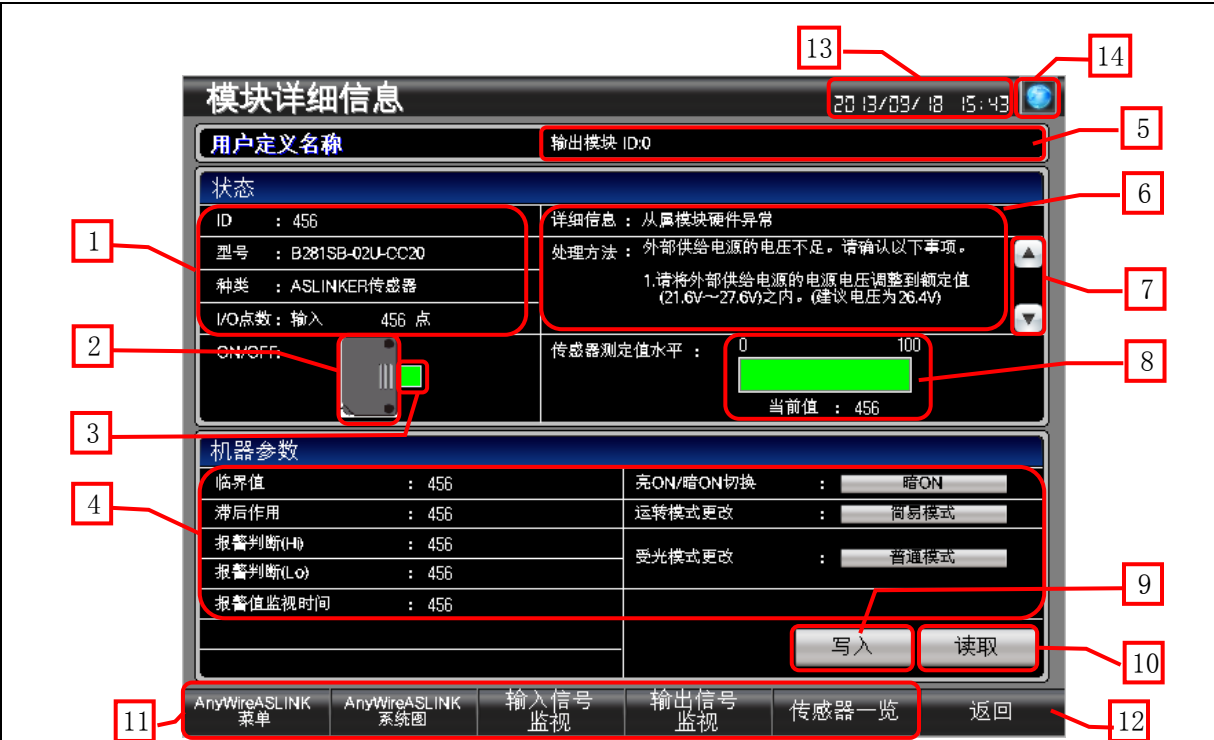 13
14
模块详细信息
2013/09/18 15:43
用户定义名称
输出模块 ID:0
5
状态
6
1
ID : 456
详细信息 : 从属模块硬件异常
型号 : B281SB-02U-CC20
处理方法 : 外部供给电源的电压不足。请确认以下事项。
种类 : ASLINKER传感器
1.请将外部供给电源的电源电压调整到额定值
(21.6V～27.6V)之内。(建议电压为26.4V)
7
I/O点数 : 输入 456 点
2
ON/OFF:
传感器测定值水平 :
0 100
8
当前值 : 456
3
机器参数
4
临界值 : 456
亮ON/暗ON切换 : 暗ON
滞后作用 : 456
运转模式更改 : 简易模式
报警判断(Hi) : 456
受光模式更改 : 普通模式
报警判断(Lo) : 456
报警值监视时间 : 456
9
写入
读取
10
11
AnyWireASLINK
菜单
AnyWireASLINK
系统图
输入信号
监视
输出信号
监视
传感器一览
返回
12